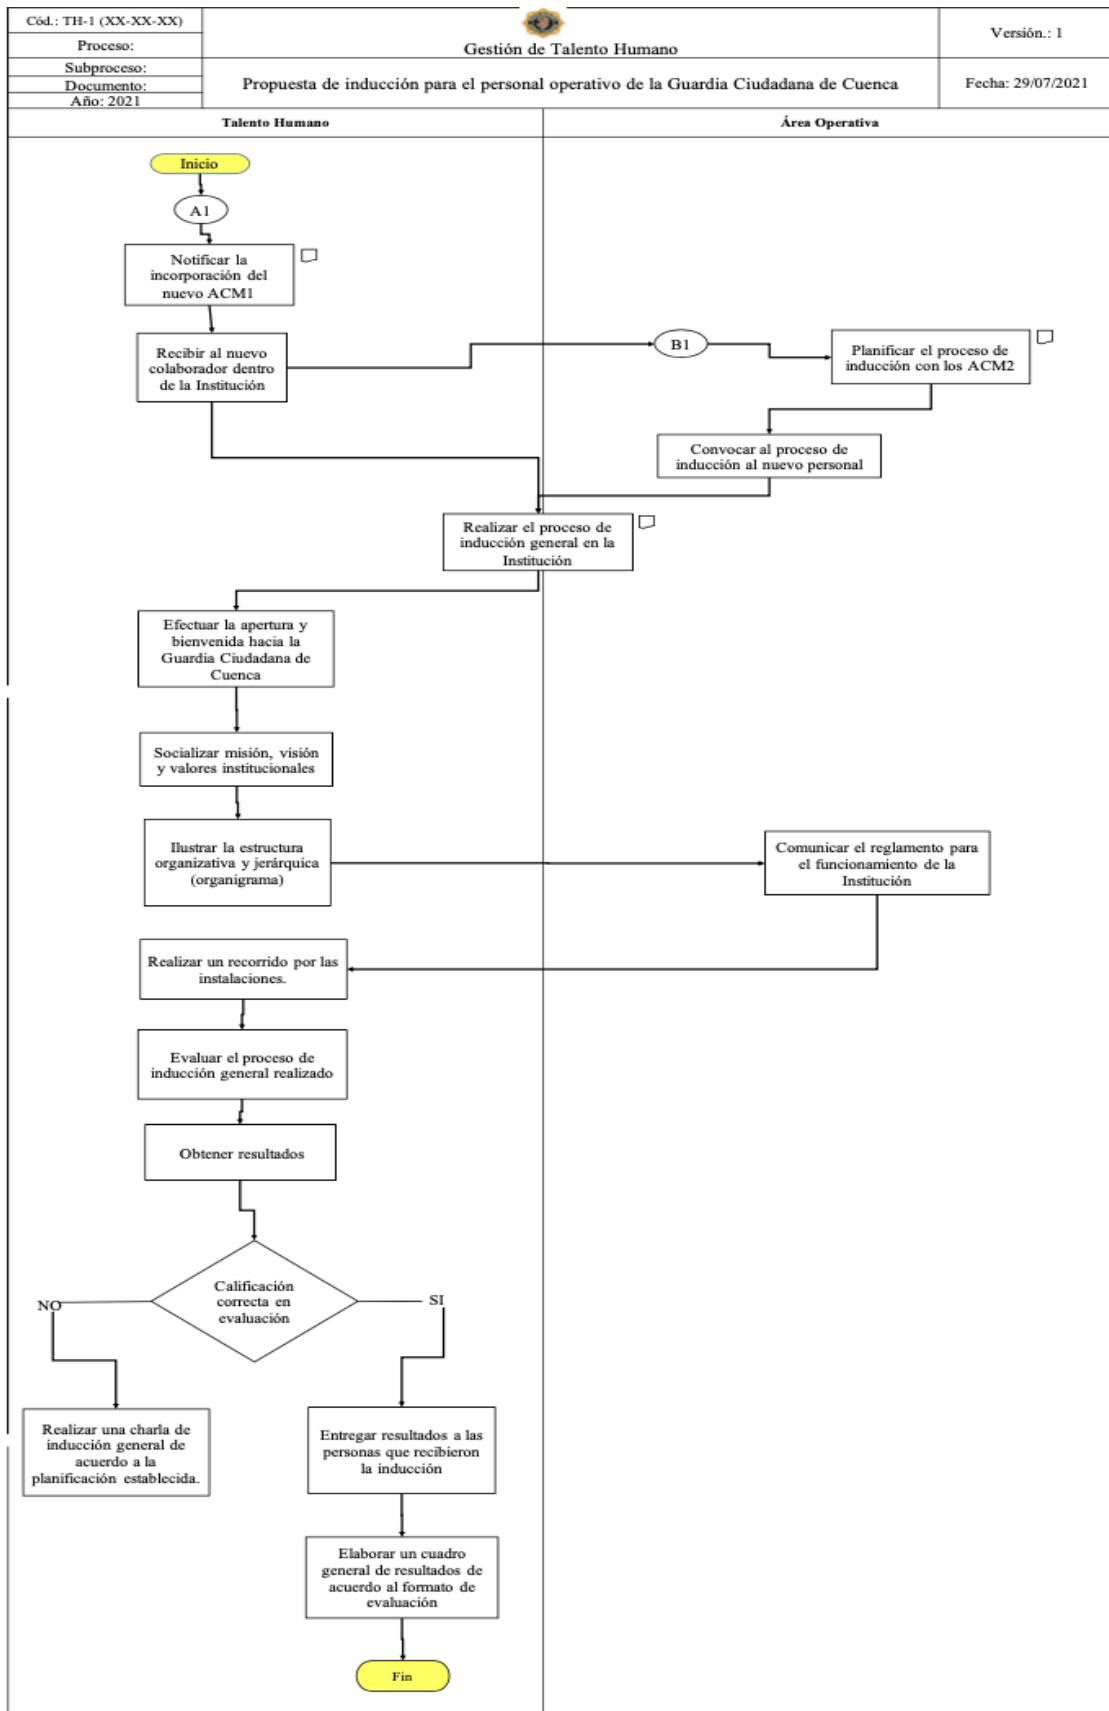 Cód.: TH-1 (XX-XX-XX)
Proceso:
Gestión de Talento Humano
Versión.: 1
Subproceso:
Documento:
Año: 2021
Propuesta de inducción para el personal operativo de la Guardia Ciudadana de Cuenca
Fecha: 29/07/2021
Talento Humano
Área Operativa
Inicio
A1
Notificar la
incorporación del
nuevo ACM1
Recibir al nuevo
colaborador dentro
de la Institución
B1
Planificar el proceso de
inducción con los ACM2
Convocar al proceso de
inducción al nuevo personal
Realizar el proceso de
inducción general en la
Institución
Efectuar la apertura y
bienvenida hacia la
Guardia Ciudadana de
Cuenca
Socializar misión, visión
y valores institucionales
Ilustrar la estructura
organizativa y jerárquica
(organigrama)
Comunicar el reglamento para
el funcionamiento de la
Institución
Realizar un recorrido por las
instalaciones.
Evaluar el proceso de
inducción general realizado
Obtener resultados
Calificación
correcta en
evaluación
NO
SI
Realizar una charla de
inducción general de
acuerdo a la
planificación establecida.
Entregar resultados a las
personas que recibieron
la inducción
Elaborar un cuadro
general de resultados de
acuerdo al formato de
evaluación
Fin